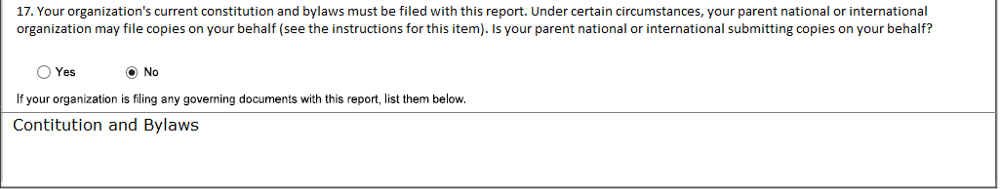 17. Your organization's current constitution and bylaws must be filed with this report. Under certain circumstances, your parent national or international
organization may file copies on your behalf (see the instructions for this item). Is your parent national or international submitting copies on your behalf?
Yes No
If your organization is filing any governing documents with this report, list them below.
Contitution and Bylaws